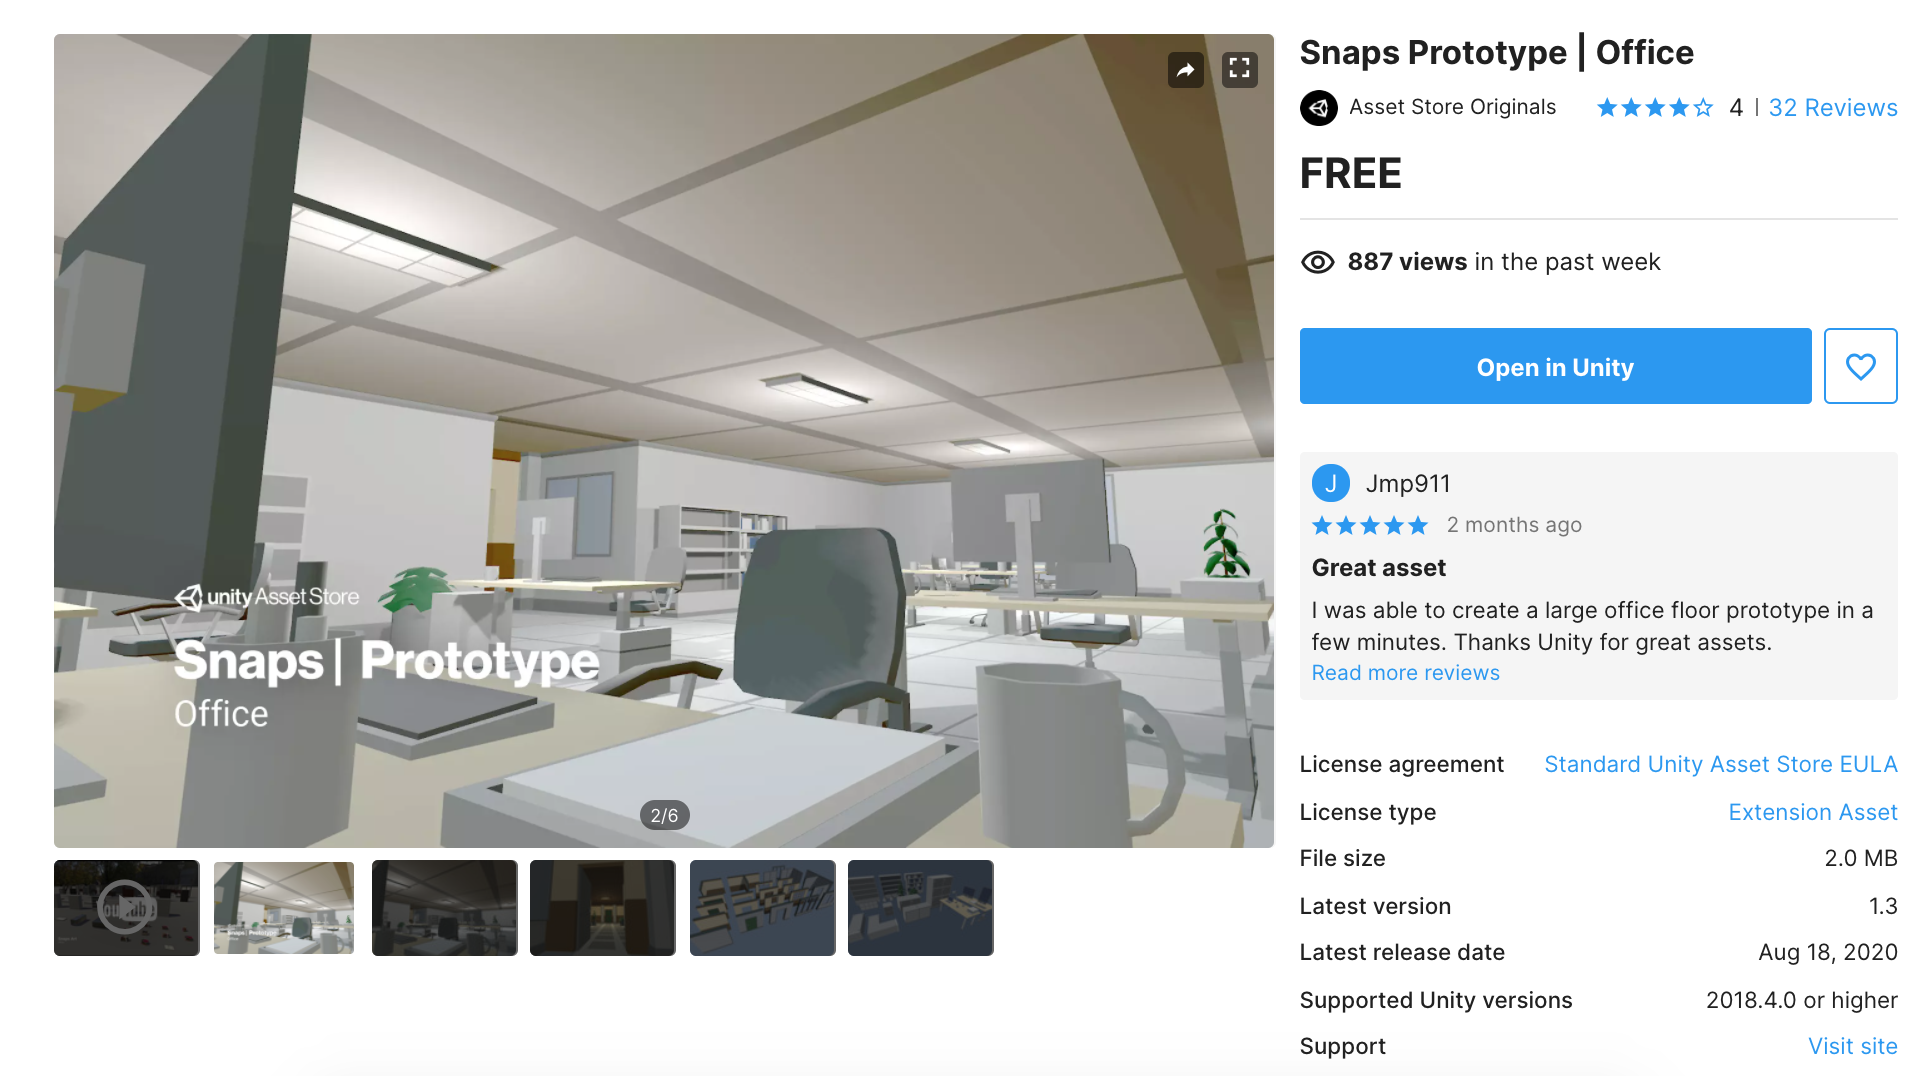 Snaps Prototype | Office
Asset Store Originals
4 | 32 Reviews
FREE
887 views in the past week
Open in Unity
J Jmp911
2 months ago
Great asset
I was able to create a large office floor prototype in a
few minutes. Thanks Unity for great assets.
Read more reviews
License agreement Standard Unity Asset Store EULA
License type Extension Asset
File size 2.0 MB
Latest version 1.3
Latest release date Aug 18, 2020
Supported Unity versions 2018.4.0 or higher
Support Visit site
unity Asset Store
Snaps | Prototype
Office
2/6